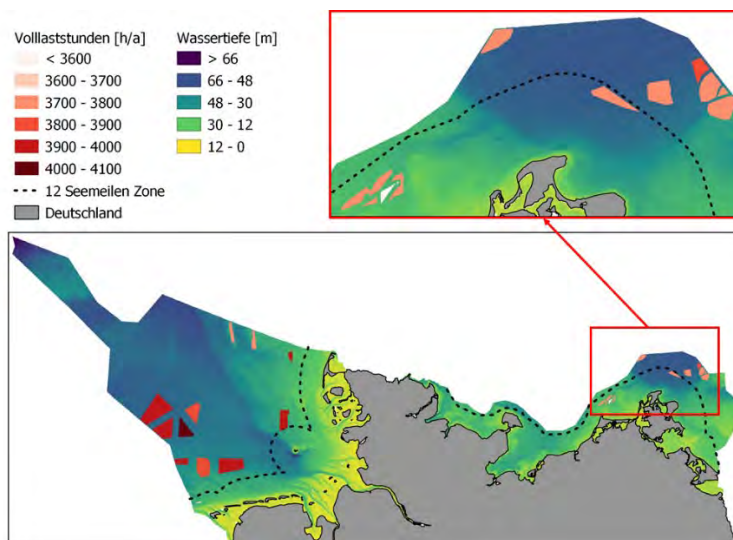 Volllaststunden [h/a]
< 3600
3600 - 3700
3700 - 3800
3800 - 3900
3900 - 4000
4000 - 4100
12 Seemeilen Zone
Deutschland
Wassertiefe [m]
> 66
66 - 48
48 - 30
30 - 12
12 - 0